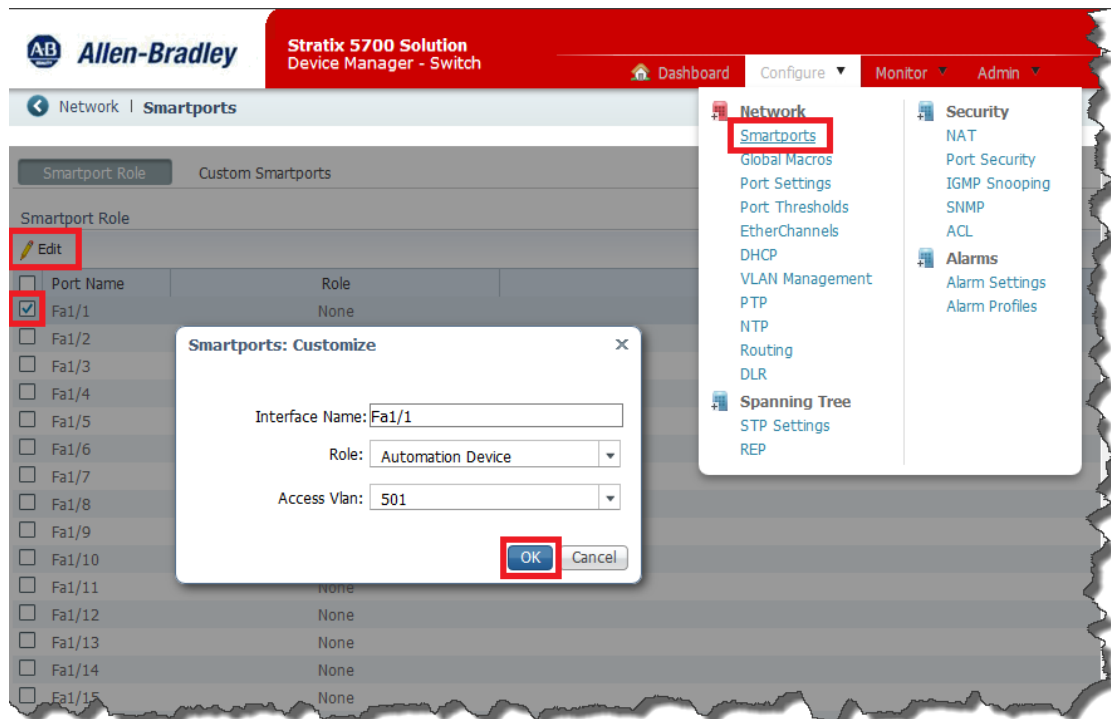 AB Allen-Bradley
Stratix 5700 Solution
Device Manager - Switch
Dashboard Configure Monitor Admin
Network | Smartports
Network
Smartports
Global Macros
Port Settings
Port Thresholds
EtherChannels
DHCP
VLAN Management
PTP
NTP
Routing
DLR
Spanning Tree
STP Settings
REP
Security
NAT
Port Security
IGMP Snooping
SNMP
ACL
Alarms
Alarm Settings
Alarm Profiles
Smartport Role Custom Smartports
Smartport Role
Edit
Port Name Role
Fa1/1 None
Fa1/2
Fa1/3
Fa1/4
Fa1/5
Fa1/6
Fa1/7
Fa1/8
Fa1/9
Fa1/10
Fa1/11 None
Fa1/12 None
Fa1/13 None
Fa1/14 None
Fa1/15 None
Smartports: Customize
Interface Name: Fa1/1
Role: Automation Device
Access Vlan: 501
OK Cancel